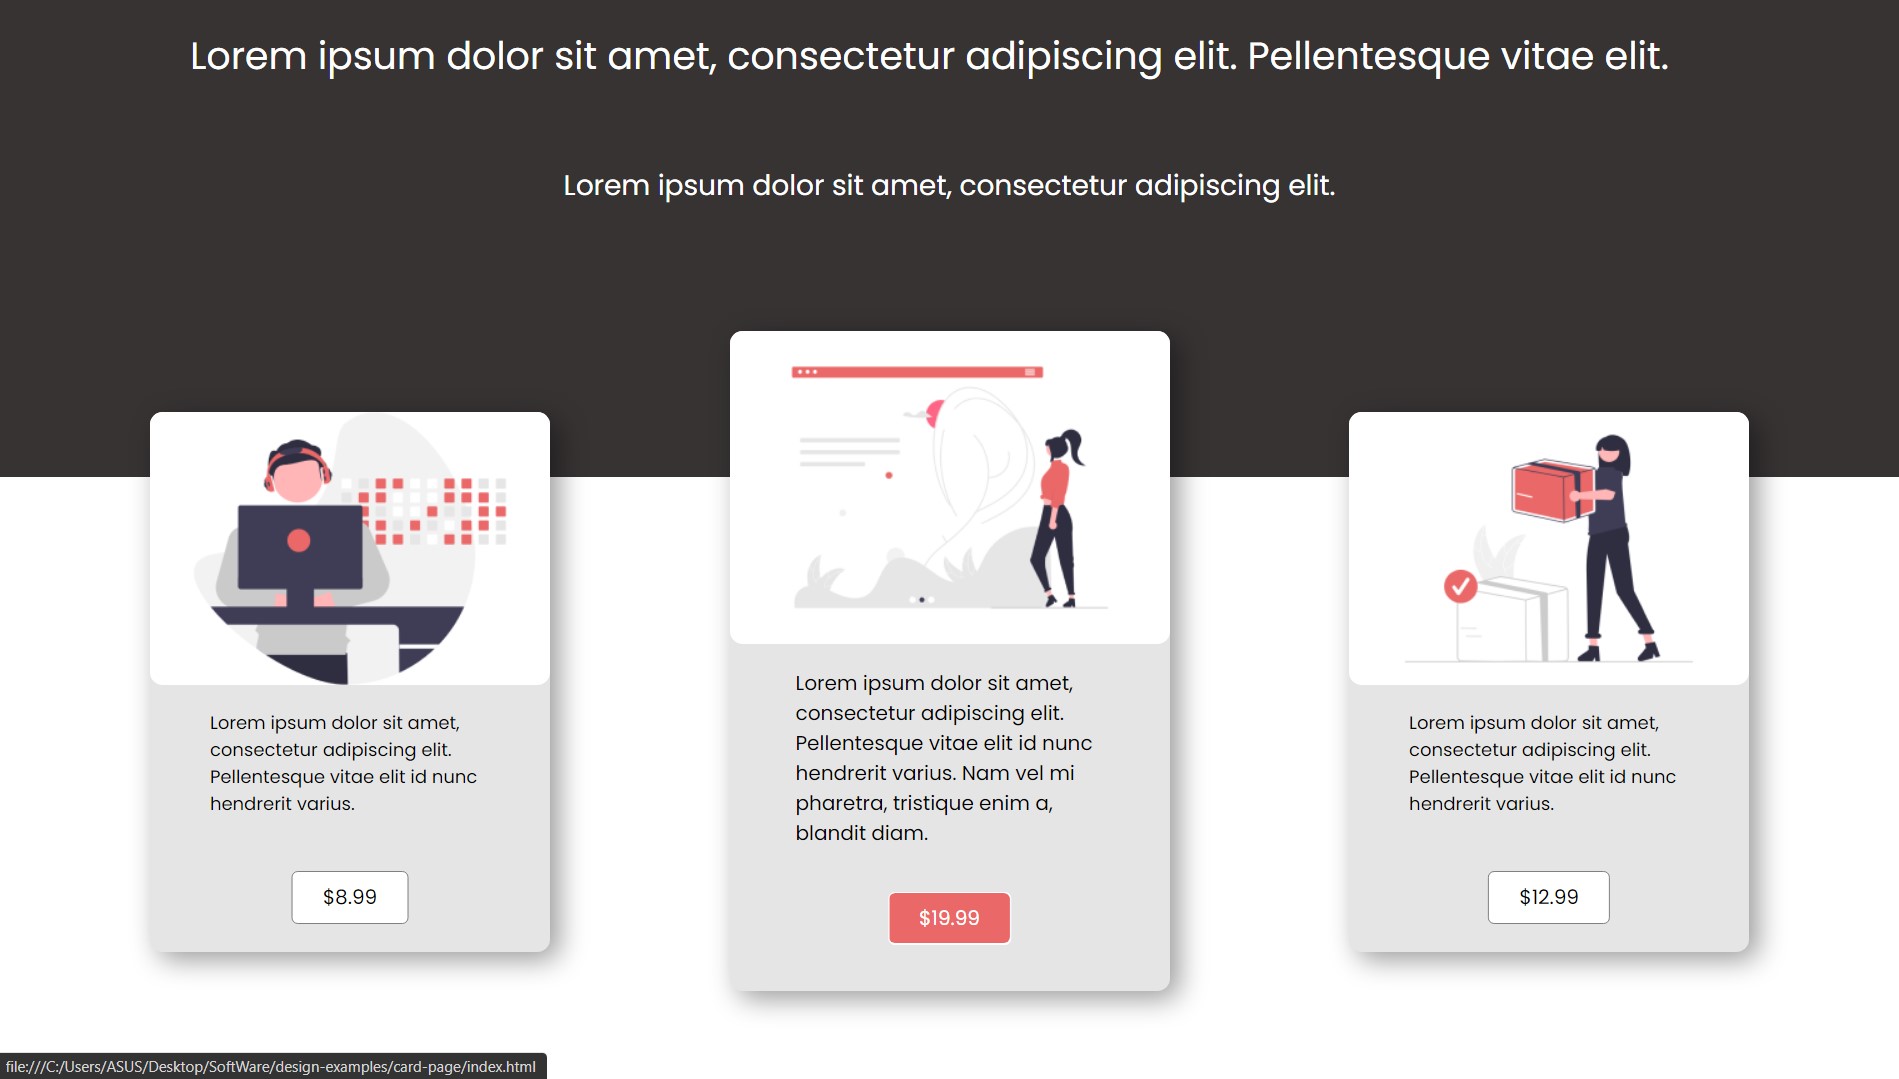 Lorem ipsum dolor sit amet, consectetur adipiscing elit. Pellentesque vitae elit.
Lorem ipsum dolor sit amet, consectetur adipiscing elit.
Lorem ipsum dolor sit amet,
consectetur adipiscing elit.
Pellentesque vitae elit id nunc
hendrerit varius.
$8.99
Lorem ipsum dolor sit amet,
consectetur adipiscing elit.
Pellentesque vitae elit id nunc
hendrerit varius. Nam vel mi
pharetra, tristique enim a,
blandit diam.
$19.99
Lorem ipsum dolor sit amet,
consectetur adipiscing elit.
Pellentesque vitae elit id nunc
hendrerit varius.
$12.99
file:///C:/Users/ASUS/Desktop/SoftWare/design-examples/card-page/index.html